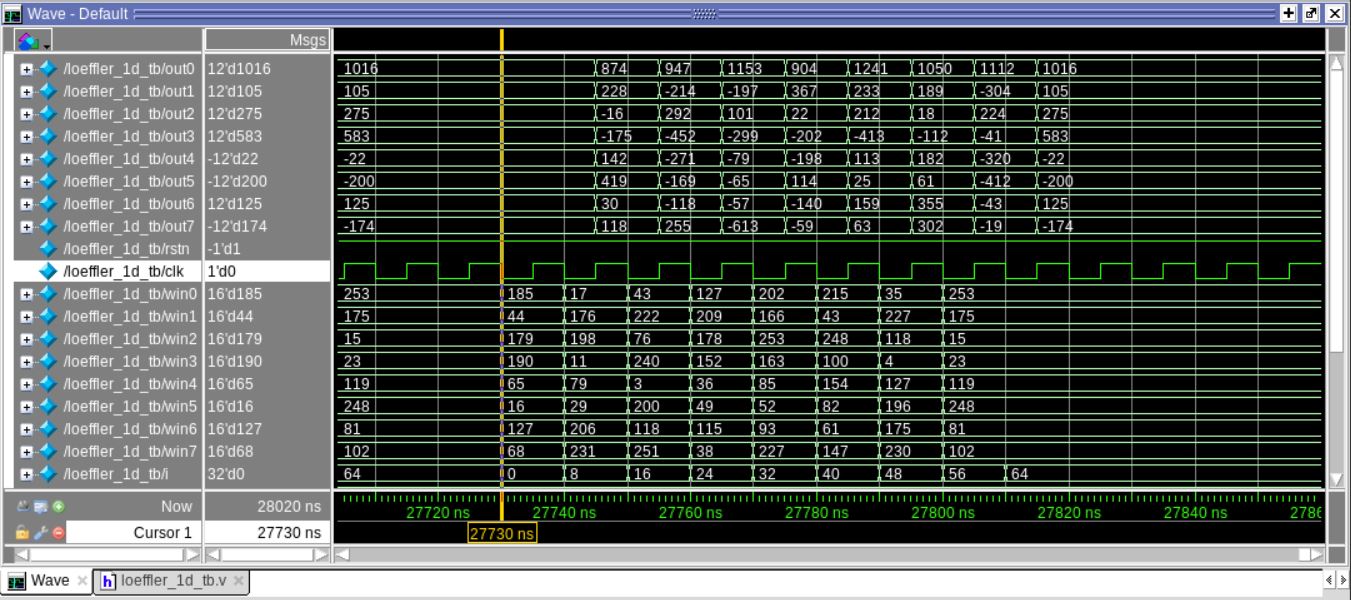 Wave - Default
Msgs
/loeffler_1d_tb/out0 12'd1016 1016 874 947 1153 904 1241 1050 1112 1016
/loeffler_1d_tb/out1 12'd105 105 228 -214 -197 367 233 189 -304 105
/loeffler_1d_tb/out2 12'd275 275 -16 292 101 22 212 18 224 275
/loeffler_1d_tb/out3 12'd583 583 -175 -452 -299 -202 -413 -112 -41 583
/loeffler_1d_tb/out4 -12'd22 -22 142 -271 -79 -198 113 182 -320 -22
/loeffler_1d_tb/out5 -12'd200 -200 419 -169 -65 114 25 61 -412 -200
/loeffler_1d_tb/out6 12'd125 125 30 -118 -57 -140 159 355 -43 125
/loeffler_1d_tb/out7 -12'd174 -174 118 255 -613 -59 63 302 -19 -174
/loeffler_1d_tb/rstn -1'd1
/loeffler_1d_tb/clk 1'd0
/loeffler_1d_tb/win0 16'd185 253 185 17 43 127 202 215 35 253
/loeffler_1d_tb/win1 16'd44 175 44 176 222 209 166 43 227 175
/loeffler_1d_tb/win2 16'd179 15 179 198 76 178 253 248 118 15
/loeffler_1d_tb/win3 16'd190 23 190 11 240 152 163 100 4 23
/loeffler_1d_tb/win4 16'd65 119 65 79 3 36 85 154 127 119
/loeffler_1d_tb/win5 16'd16 248 16 29 200 49 52 82 196 248
/loeffler_1d_tb/win6 16'd127 81 127 206 118 115 93 61 175 81
/loeffler_1d_tb/win7 16'd68 102 68 231 251 38 227 147 230 102
/loeffler_1d_tb/i 32'd0 64 0 8 16 24 32 40 48 56 64
Now 28020 ns 27720 ns 27740 ns 27760 ns 27780 ns 27800 ns 27820 ns 27840 ns 2786
Cursor 1 27730 ns 27730 ns
Wave loeffler_1d_tb.v